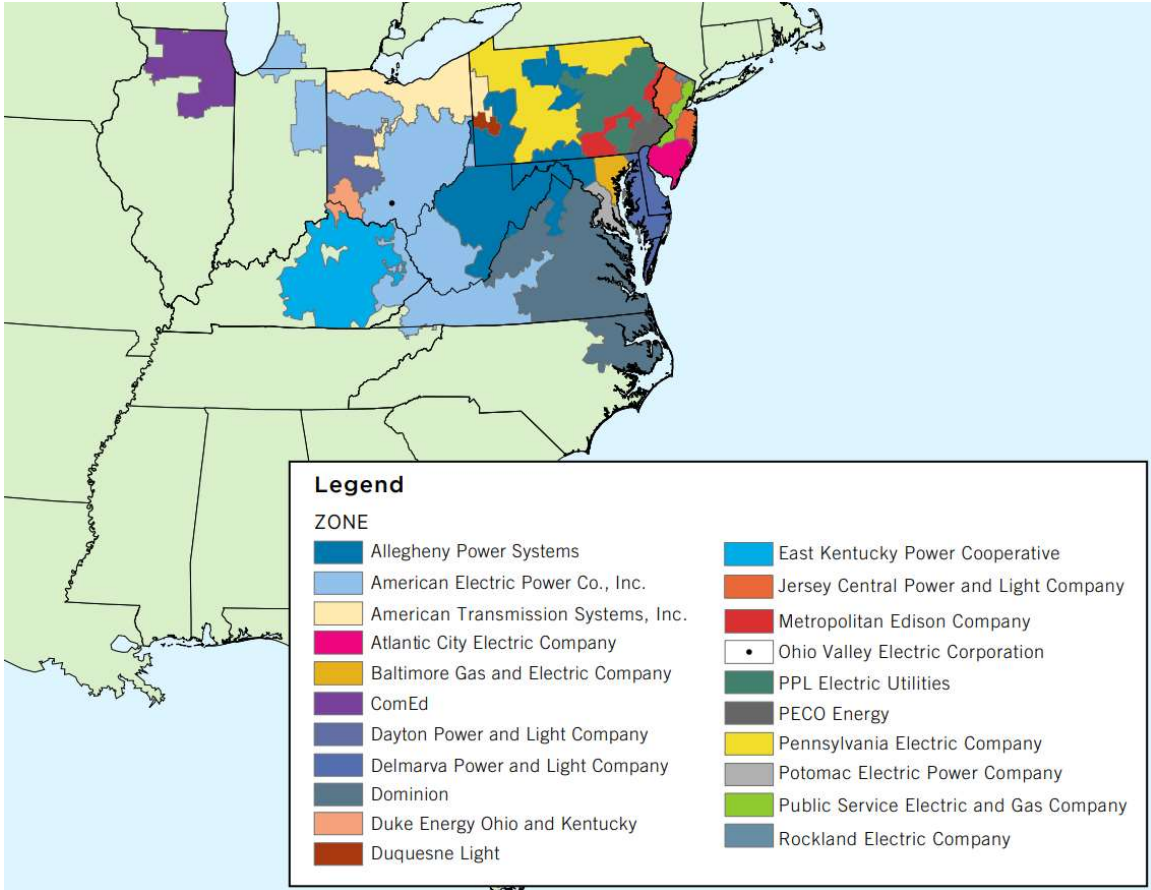 Legend
ZONE
Allegheny Power Systems
American Electric Power Co., Inc.
American Transmission Systems, Inc.
Atlantic City Electric Company
Baltimore Gas and Electric Company
ComEd
Dayton Power and Light Company
Delmarva Power and Light Company
Dominion
Duke Energy Ohio and Kentucky
Duquesne Light
East Kentucky Power Cooperative
Jersey Central Power and Light Company
Metropolitan Edison Company
Ohio Valley Electric Corporation
PPL Electric Utilities
PECO Energy
Pennsylvania Electric Company
Potomac Electric Power Company
Public Service Electric and Gas Company
Rockland Electric Company